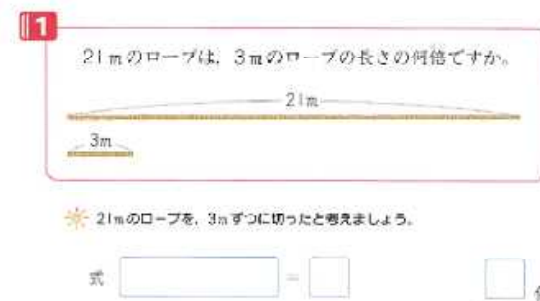 1
21mのロープは，3mのロープの長さの何倍ですか。
21m
3m
21mのロープを，3mずつに切ったと考えましょう。
式 =